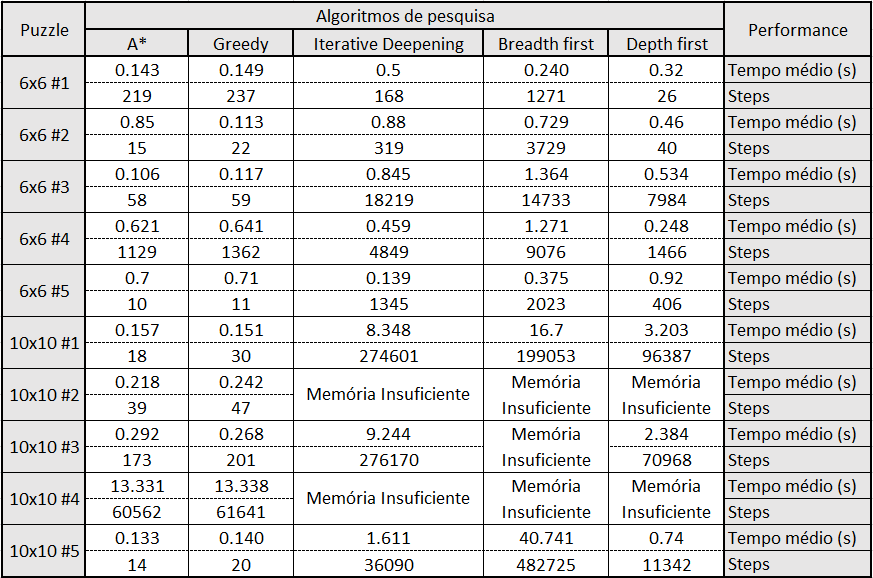 Puzzle Algoritmos de pesquisa Performance
A* Greedy Iterative Deepening Breadth first Depth first
6x6 #1 0.143 0.149 0.5 0.240 0.32 Tempo médio (s)
219 237 168 1271 26 Steps
6x6 #2 0.85 0.113 0.88 0.729 0.46 Tempo médio (s)
15 22 319 3729 40 Steps
6x6 #3 0.106 0.117 0.845 1.364 0.534 Tempo médio (s)
58 59 18219 14733 7984 Steps
6x6 #4 0.621 0.641 0.459 1.271 0.248 Tempo médio (s)
1129 1362 4849 9076 1466 Steps
6x6 #5 0.7 0.71 0.139 0.375 0.92 Tempo médio (s)
10 11 1345 2023 406 Steps
10x10 #1 0.157 0.151 8.348 16.7 3.203 Tempo médio (s)
18 30 274601 199053 96387 Steps
10x10 #2 0.218 0.242 Memória Insuficiente Memória Memória Tempo médio (s)
39 47 Insuficiente Insuficiente Steps
10x10 #3 0.292 0.268 9.244 Memória 2.384 Tempo médio (s)
173 201 276170 Insuficiente 70968 Steps
10x10 #4 13.331 13.338 Memória Insuficiente Memória Memória Tempo médio (s)
60562 61641 Insuficiente Insuficiente Steps
10x10 #5 0.133 0.140 1.611 40.741 0.74 Tempo médio (s)
14 20 36090 482725 11342 Steps